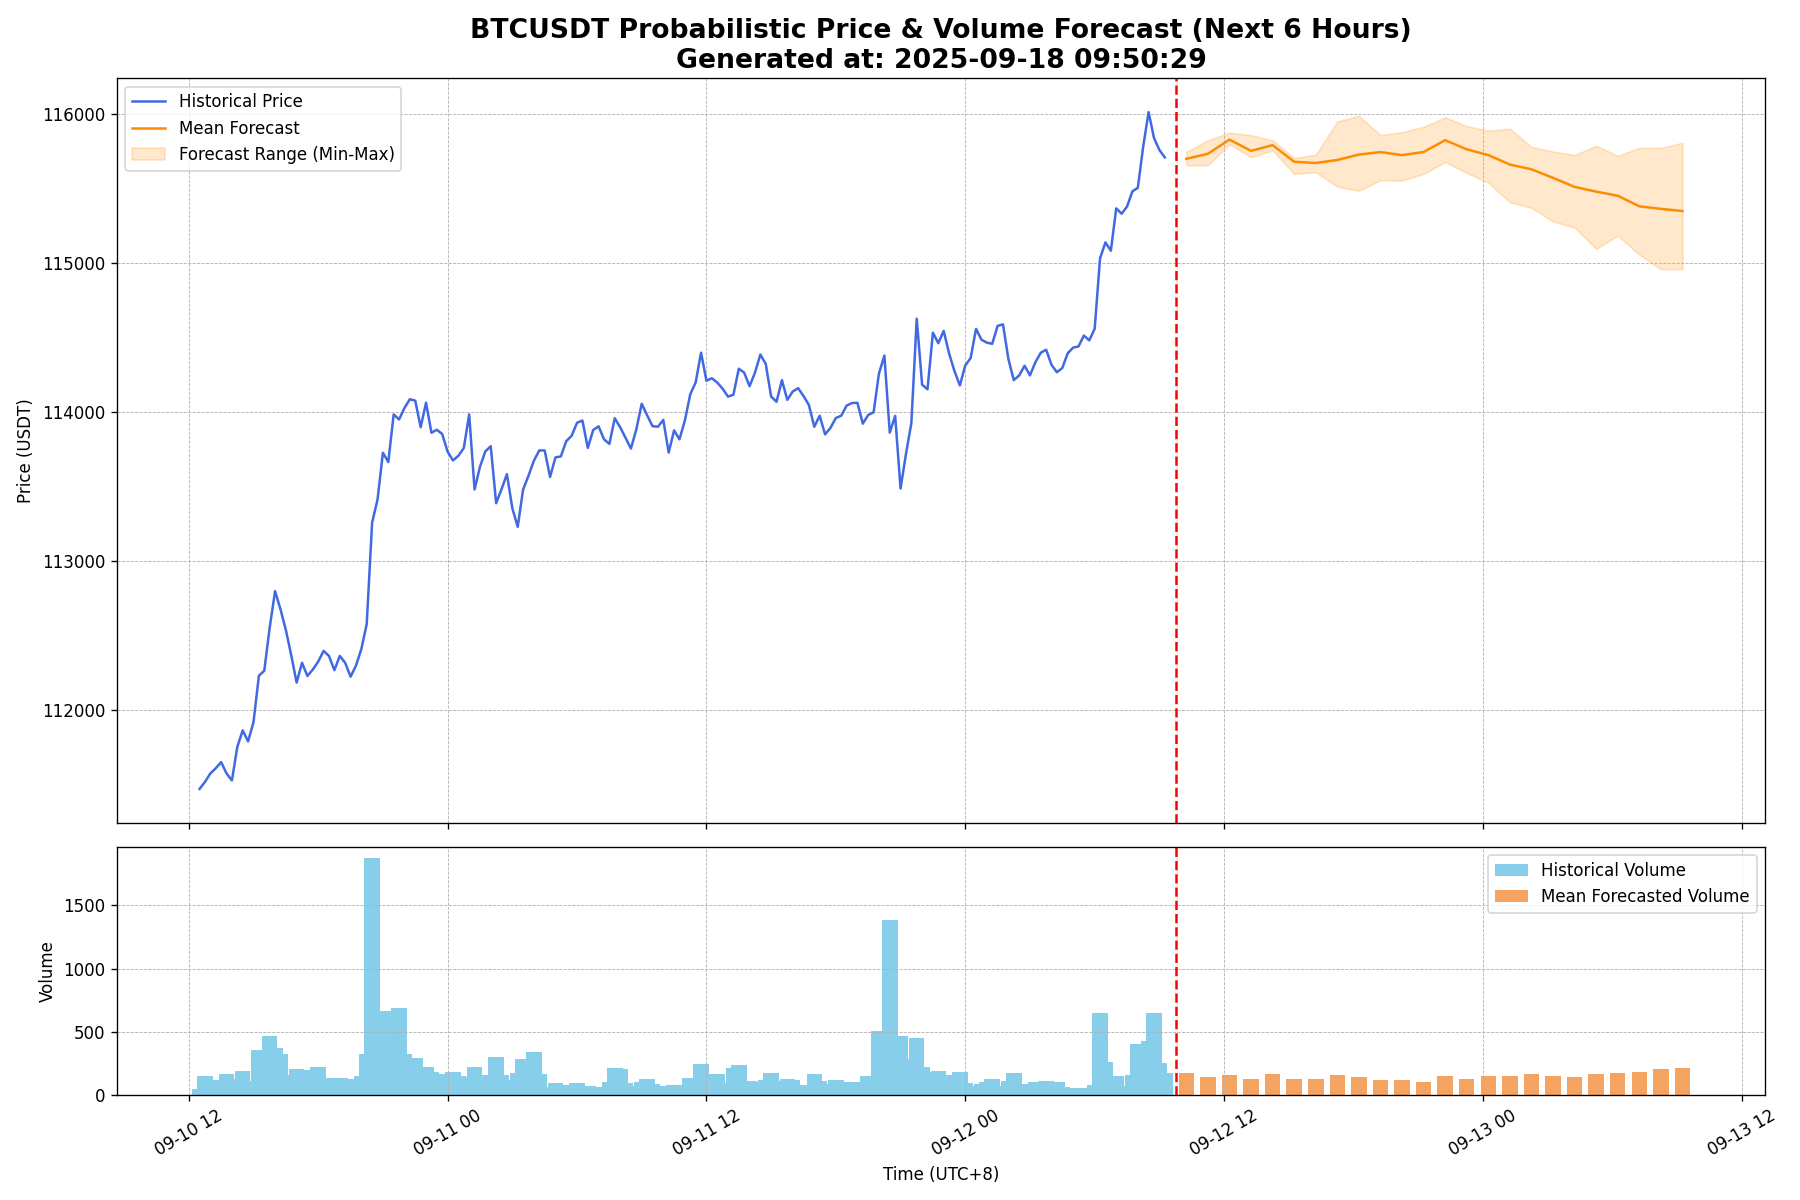 BTCUSDT Probabilistic Price & Volume Forecast (Next 6 Hours)
Generated at: 2025-09-18 09:50:29
Historical Price
Mean Forecast
Forecast Range (Min-Max)
116000
115000
114000
113000
112000
Price (USDT)
Historical Volume
Mean Forecasted Volume
1500
1000
500
0
Volume
09-10 12
09-11 00
09-11 12
09-12 00
09-12 12
09-13 00
09-13 12
Time (UTC+8)